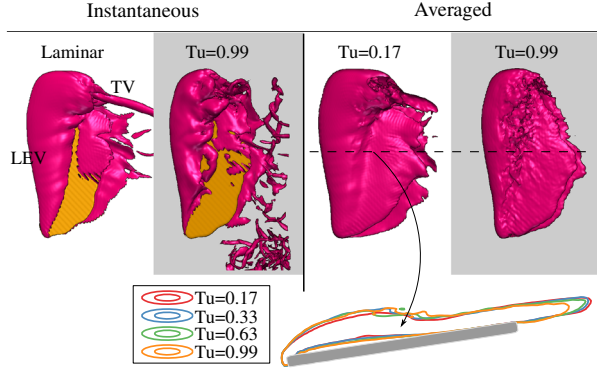 Instantaneous
Averaged
Laminar
Tu=0.99
Tu=0.17
Tu=0.99
TV
LEV
Tu=0.17
Tu=0.33
Tu=0.63
Tu=0.99